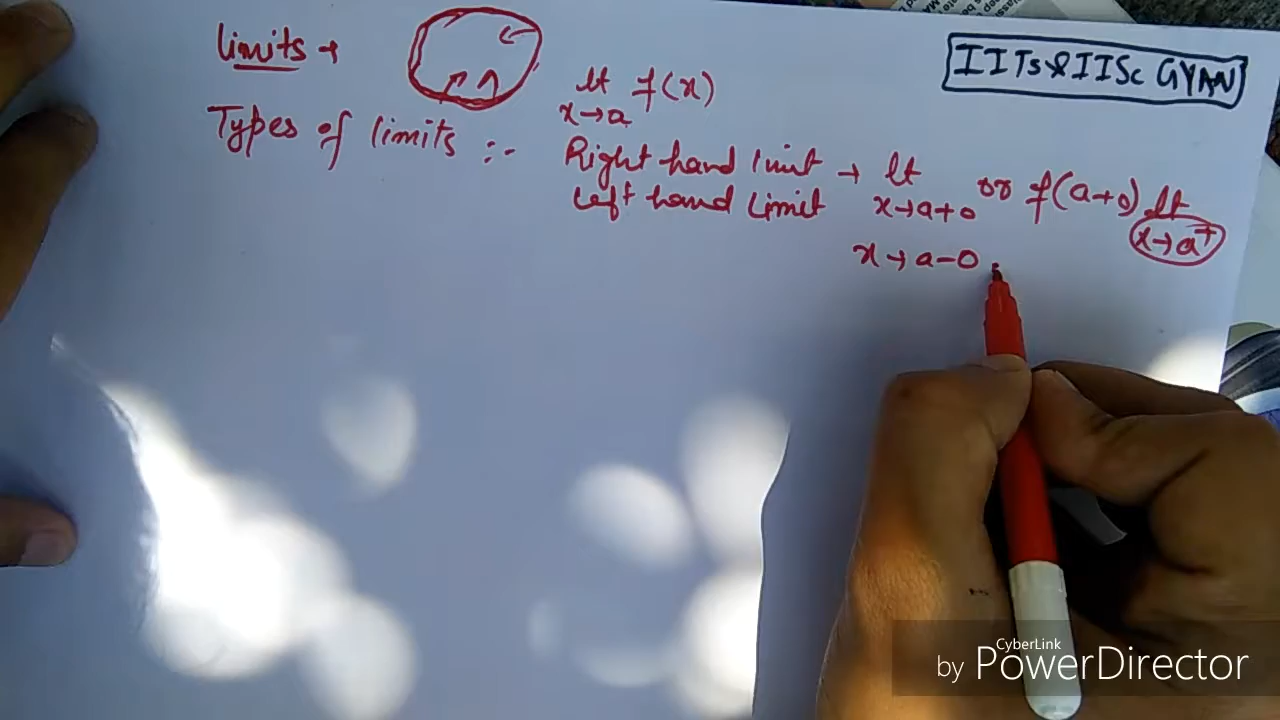 limits →
IITs & IISc GYAN
lt f(x)
x→a
Types of limits :-
Right hand limit → lt or f(a+0) lt
x→a+0 x→a⁺
Left hand Limit
x→a-0
CyberLink
by PowerDirector